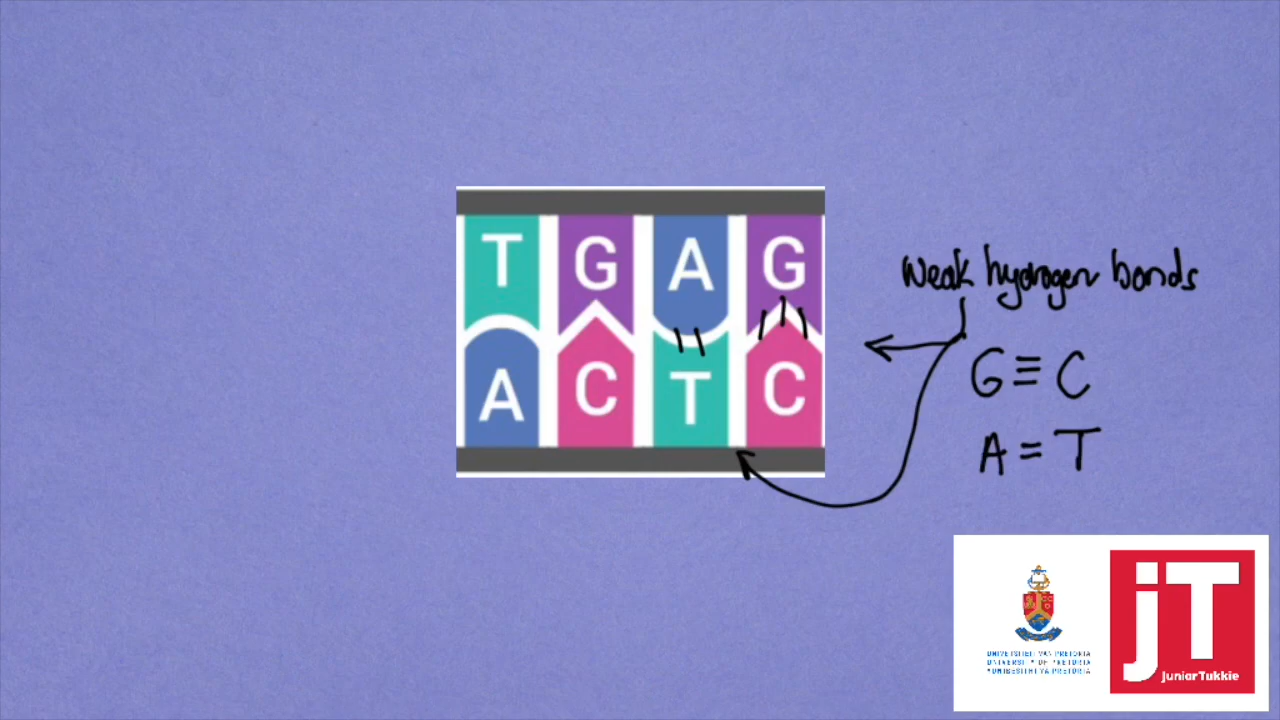 T G A G
A C T C
Weak hydrogen bonds
G ≡ C
A = T
UNIVERSITEIT VAN PRETORIA
UNIVERSITY OF PRETORIA
YUNIBESITHI YA PRETORIA
jT
JuniorTukkie